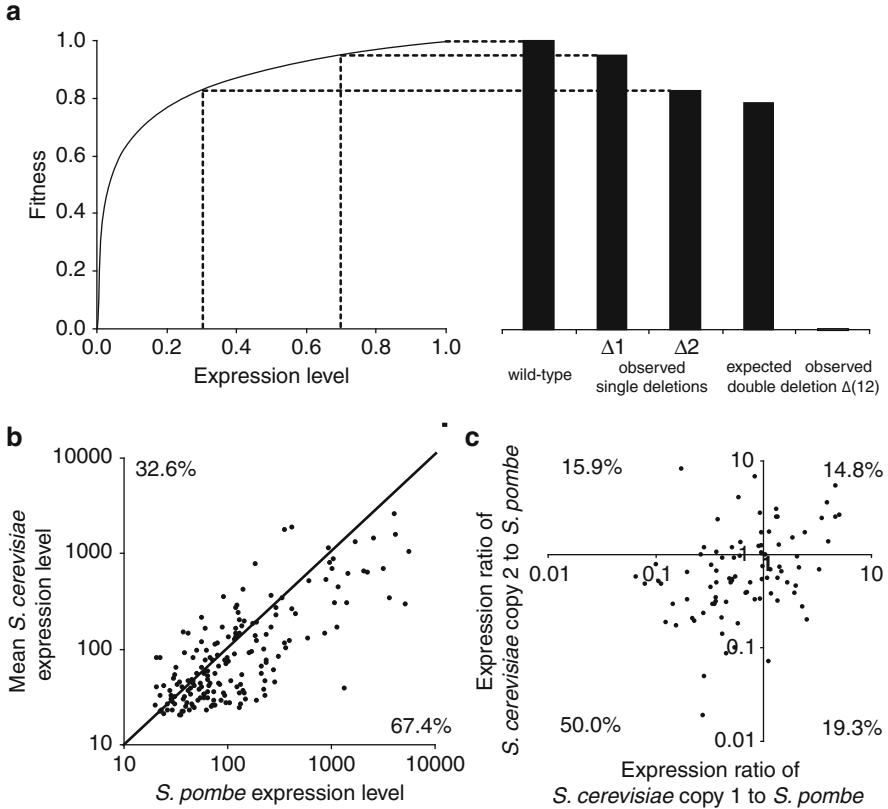 a
1.0
0.8
0.6
0.4
0.2
0.0
Fitness
0.0 0.2 0.4 0.6 0.8 1.0
Expression level
Δ1 Δ2
wild-type observed expected observed
single deletions double deletion Δ(12)
b
10000
1000
100
10
Mean S. cerevisiae
expression level
32.6%
67.4%
10 100 1000 10000
S. pombe expression level
c
Expression ratio of
S. cerevisiae copy 2 to S. pombe
15.9% 10 14.8%
1
0.01 0.1 1 10
0.1
50.0% 19.3%
0.01
Expression ratio of
S. cerevisiae copy 1 to S. pombe